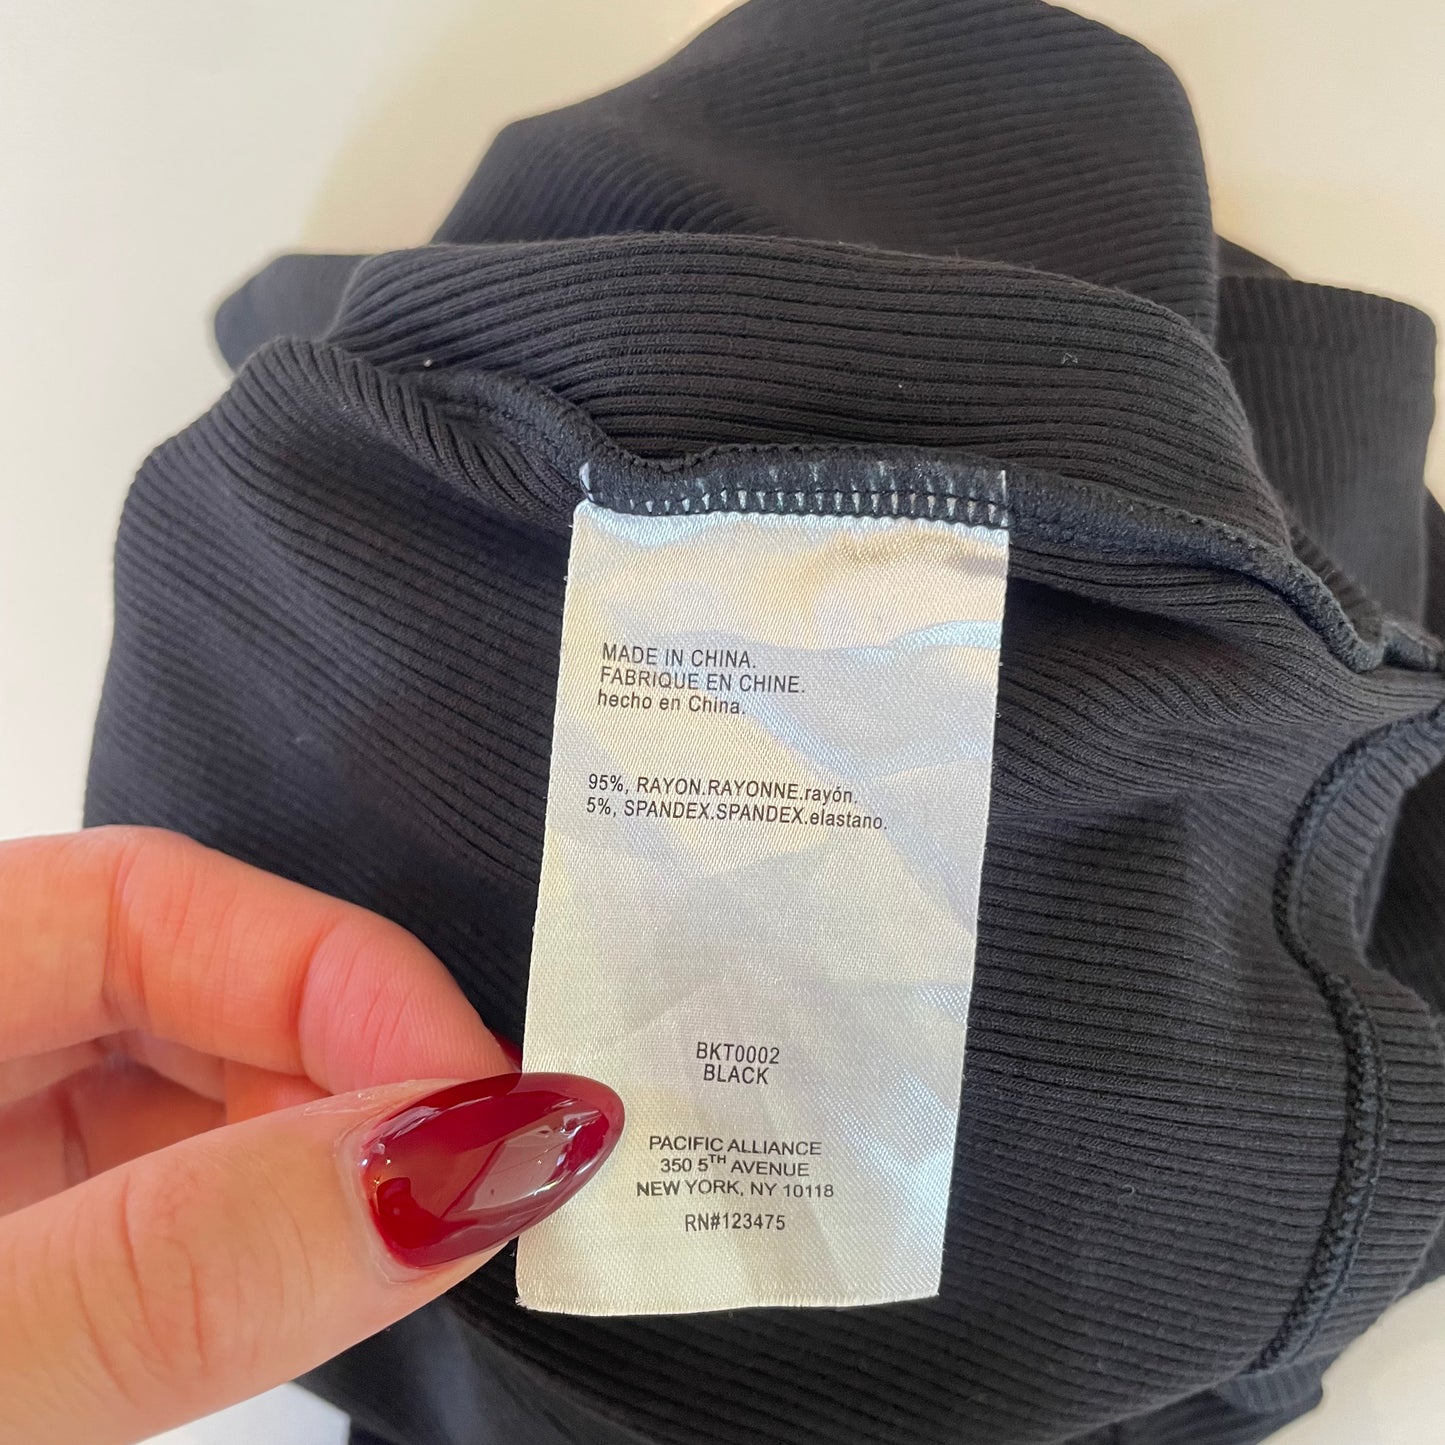 MADE IN CHINA.
FABRIQUE EN CHINE.
hecho en China.
95%, RAYON.RAYONNE.rayón.
5%, SPANDEX.SPANDEX.elastano.
BKT0002
BLACK
PACIFIC ALLIANCE
350 5TH AVENUE
NEW YORK, NY 10118
RN#123475